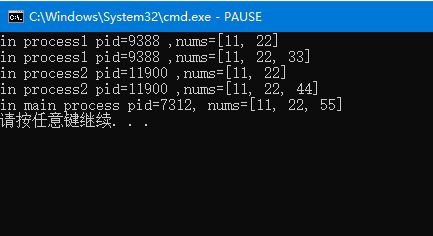 C:\Windows\System32\cmd.exe - PAUSE
in process1 pid=9388 ,nums=[11, 22]
in process1 pid=9388 ,nums=[11, 22, 33]
in process2 pid=11900 ,nums=[11, 22]
in process2 pid=11900 ,nums=[11, 22, 44]
in main process pid=7312, nums=[11, 22, 55]
请按任意键继续. . .